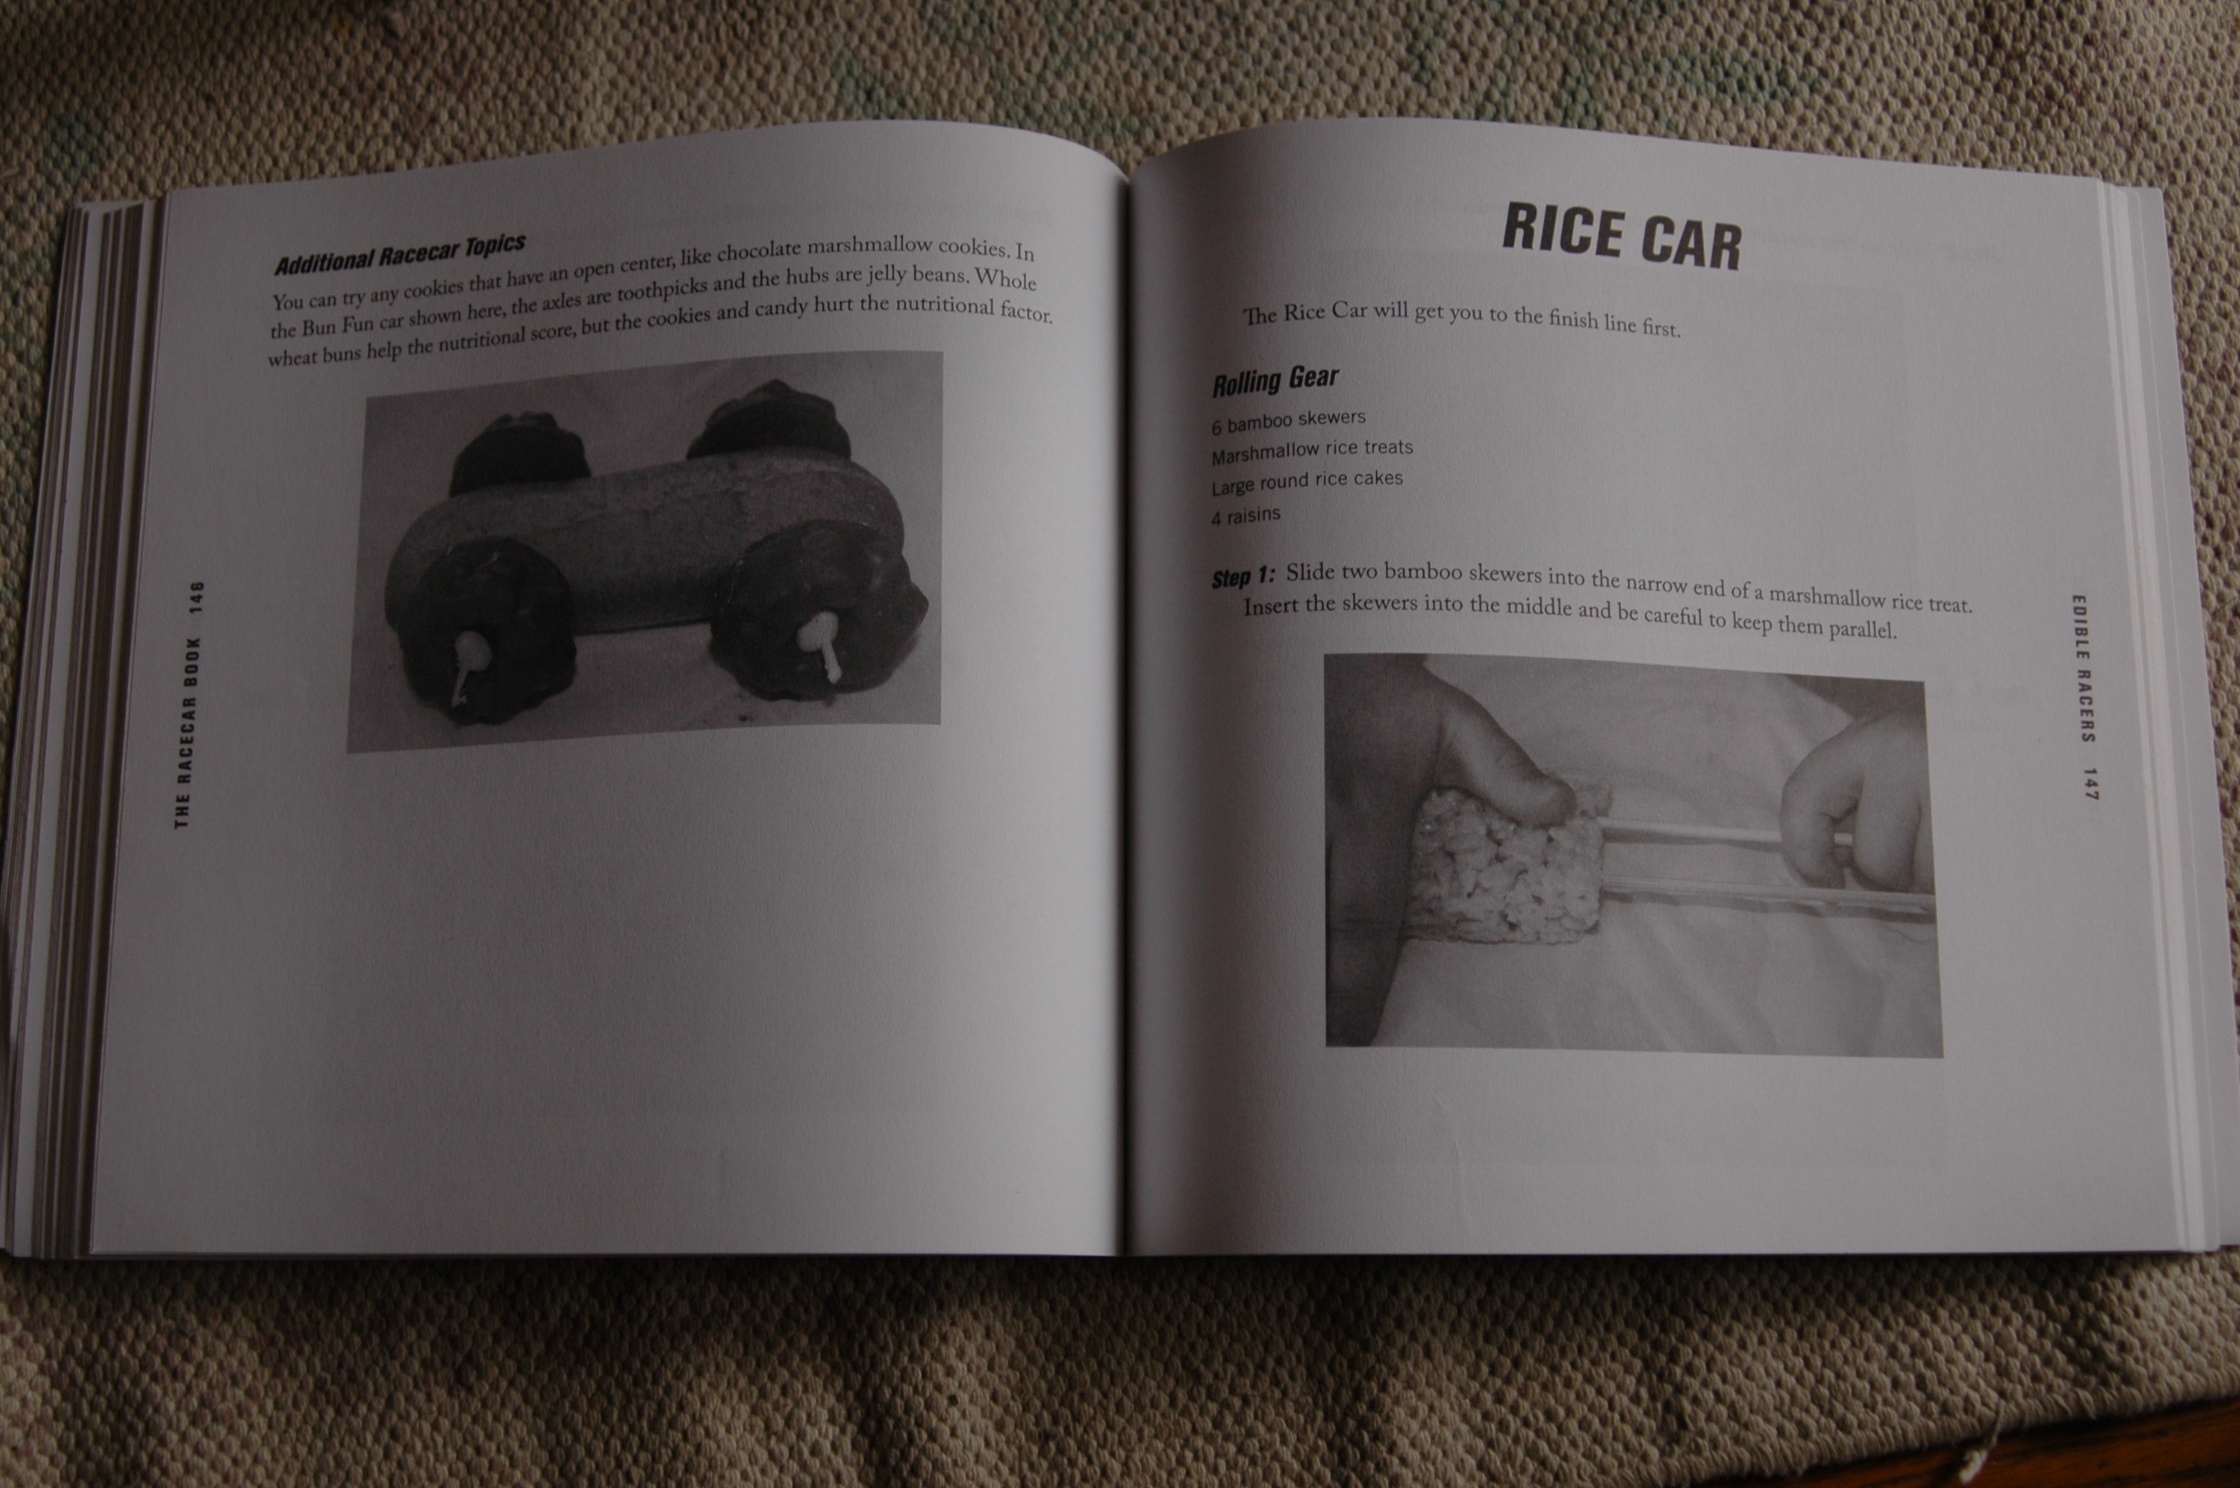 Additional Racecar Topics
You can try any cookies that have an open center, like chocolate marshmallow cookies. In
the Bun Fun car shown here, the axles are toothpicks and the hubs are jelly beans. Whole
wheat buns help the nutritional score, but the cookies and candy hurt the nutritional factor.
THE RACECAR BOOK 146
RICE CAR
The Rice Car will get you to the finish line first.
Rolling Gear
6 bamboo skewers
Marshmallow rice treats
Large round rice cakes
4 raisins
Step 1: Slide two bamboo skewers into the narrow end of a marshmallow rice treat.
Insert the skewers into the middle and be careful to keep them parallel.
EDIBLE RACERS 147